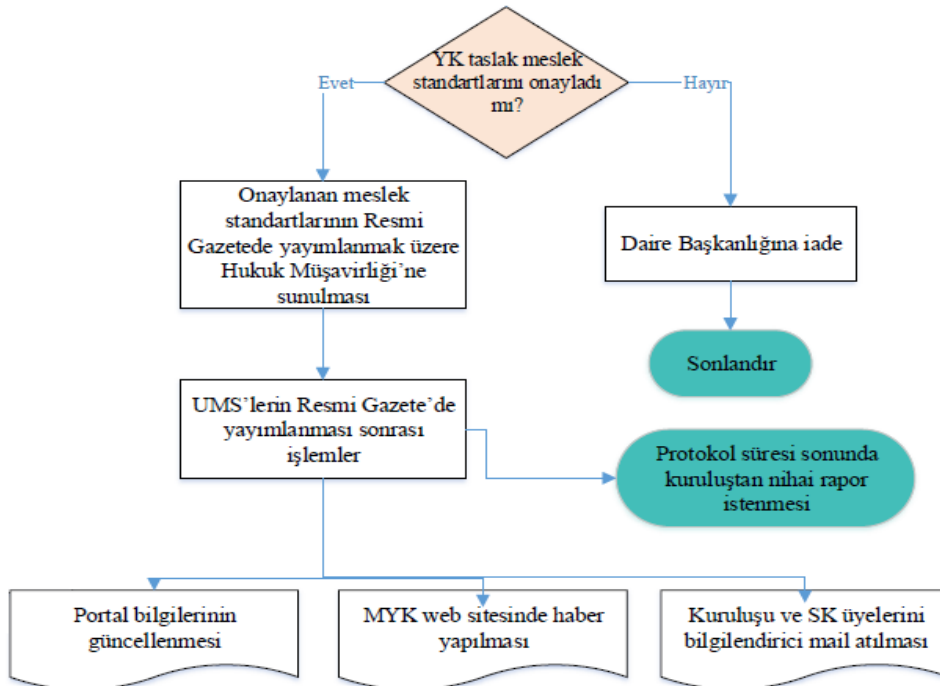 YK taslak meslek
standartlarını onayladı
mı?
Evet
Hayır
Onaylanan meslek
standartlarının Resmi
Gazetede yayımlanmak üzere
Hukuk Müşavirliği’ne
sunulması
Daire Başkanlığına iade
Sonlandır
UMS’lerin Resmi Gazete’de
yayımlanması sonrası
işlemler
Protokol süresi sonunda
kuruluştan nihai rapor
istenmesi
Portal bilgilerinin
güncellenmesi
MYK web sitesinde haber
yapılması
Kuruluşu ve SK üyelerini
bilgilendirici mail atılması